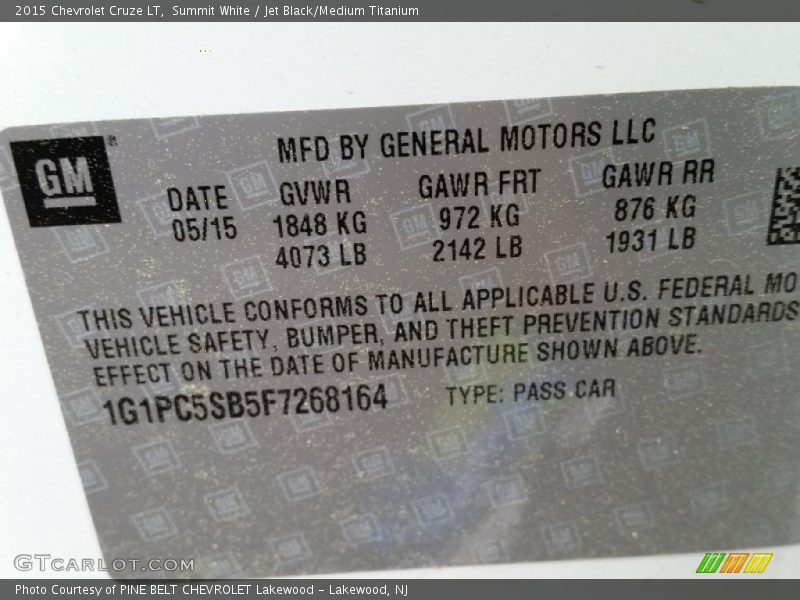 2015 Chevrolet Cruze LT,  Summit White / Jet Black/Medium Titanium
GM ®
MFD BY GENERAL MOTORS LLC
DATE GVWR GAWR FRT GAWR RR
05/15 1848 KG 972 KG 876 KG
4073 LB 2142 LB 1931 LB
THIS VEHICLE CONFORMS TO ALL APPLICABLE U.S. FEDERAL MO
VEHICLE SAFETY, BUMPER, AND THEFT PREVENTION STANDARDS
EFFECT ON THE DATE OF MANUFACTURE SHOWN ABOVE.
1G1PC5SB5F7268164 TYPE: PASS CAR
GTCARLOT.COM
Photo Courtesy of PINE BELT CHEVROLET Lakewood - Lakewood, NJ